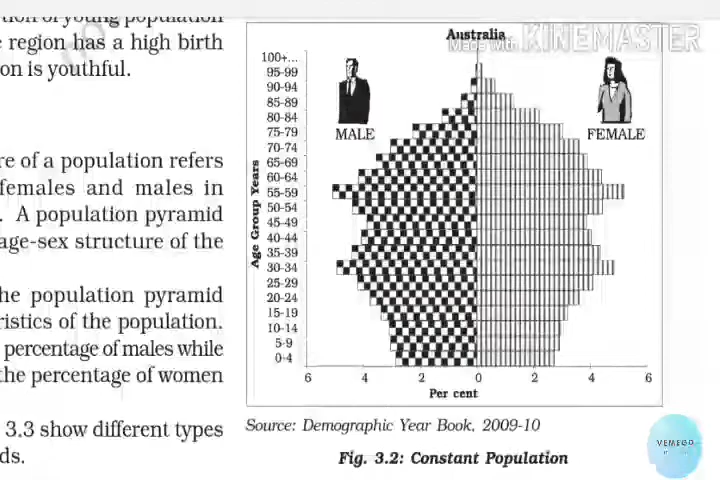 tion of young population
region has a high birth
on is youthful.
re of a population refers
females and males in
. A population pyramid
age-sex structure of the
he population pyramid
ristics of the population.
percentage of males while
the percentage of women
3.3 show different types
ds.
Australia
Made with KINEMASTER
100+...
95-99
90-94
85-89
80-84
75-79
70-74
65-69
60-64
55-59
50-54
45-49
40-44
35-39
30-34
25-29
20-24
15-19
10-14
5-9
0-4
Age Group Years
MALE
FEMALE
6 4 2 0 2 4 6
Per cent
Source: Demographic Year Book, 2009-10
Fig. 3.2: Constant Population
VEMEGO